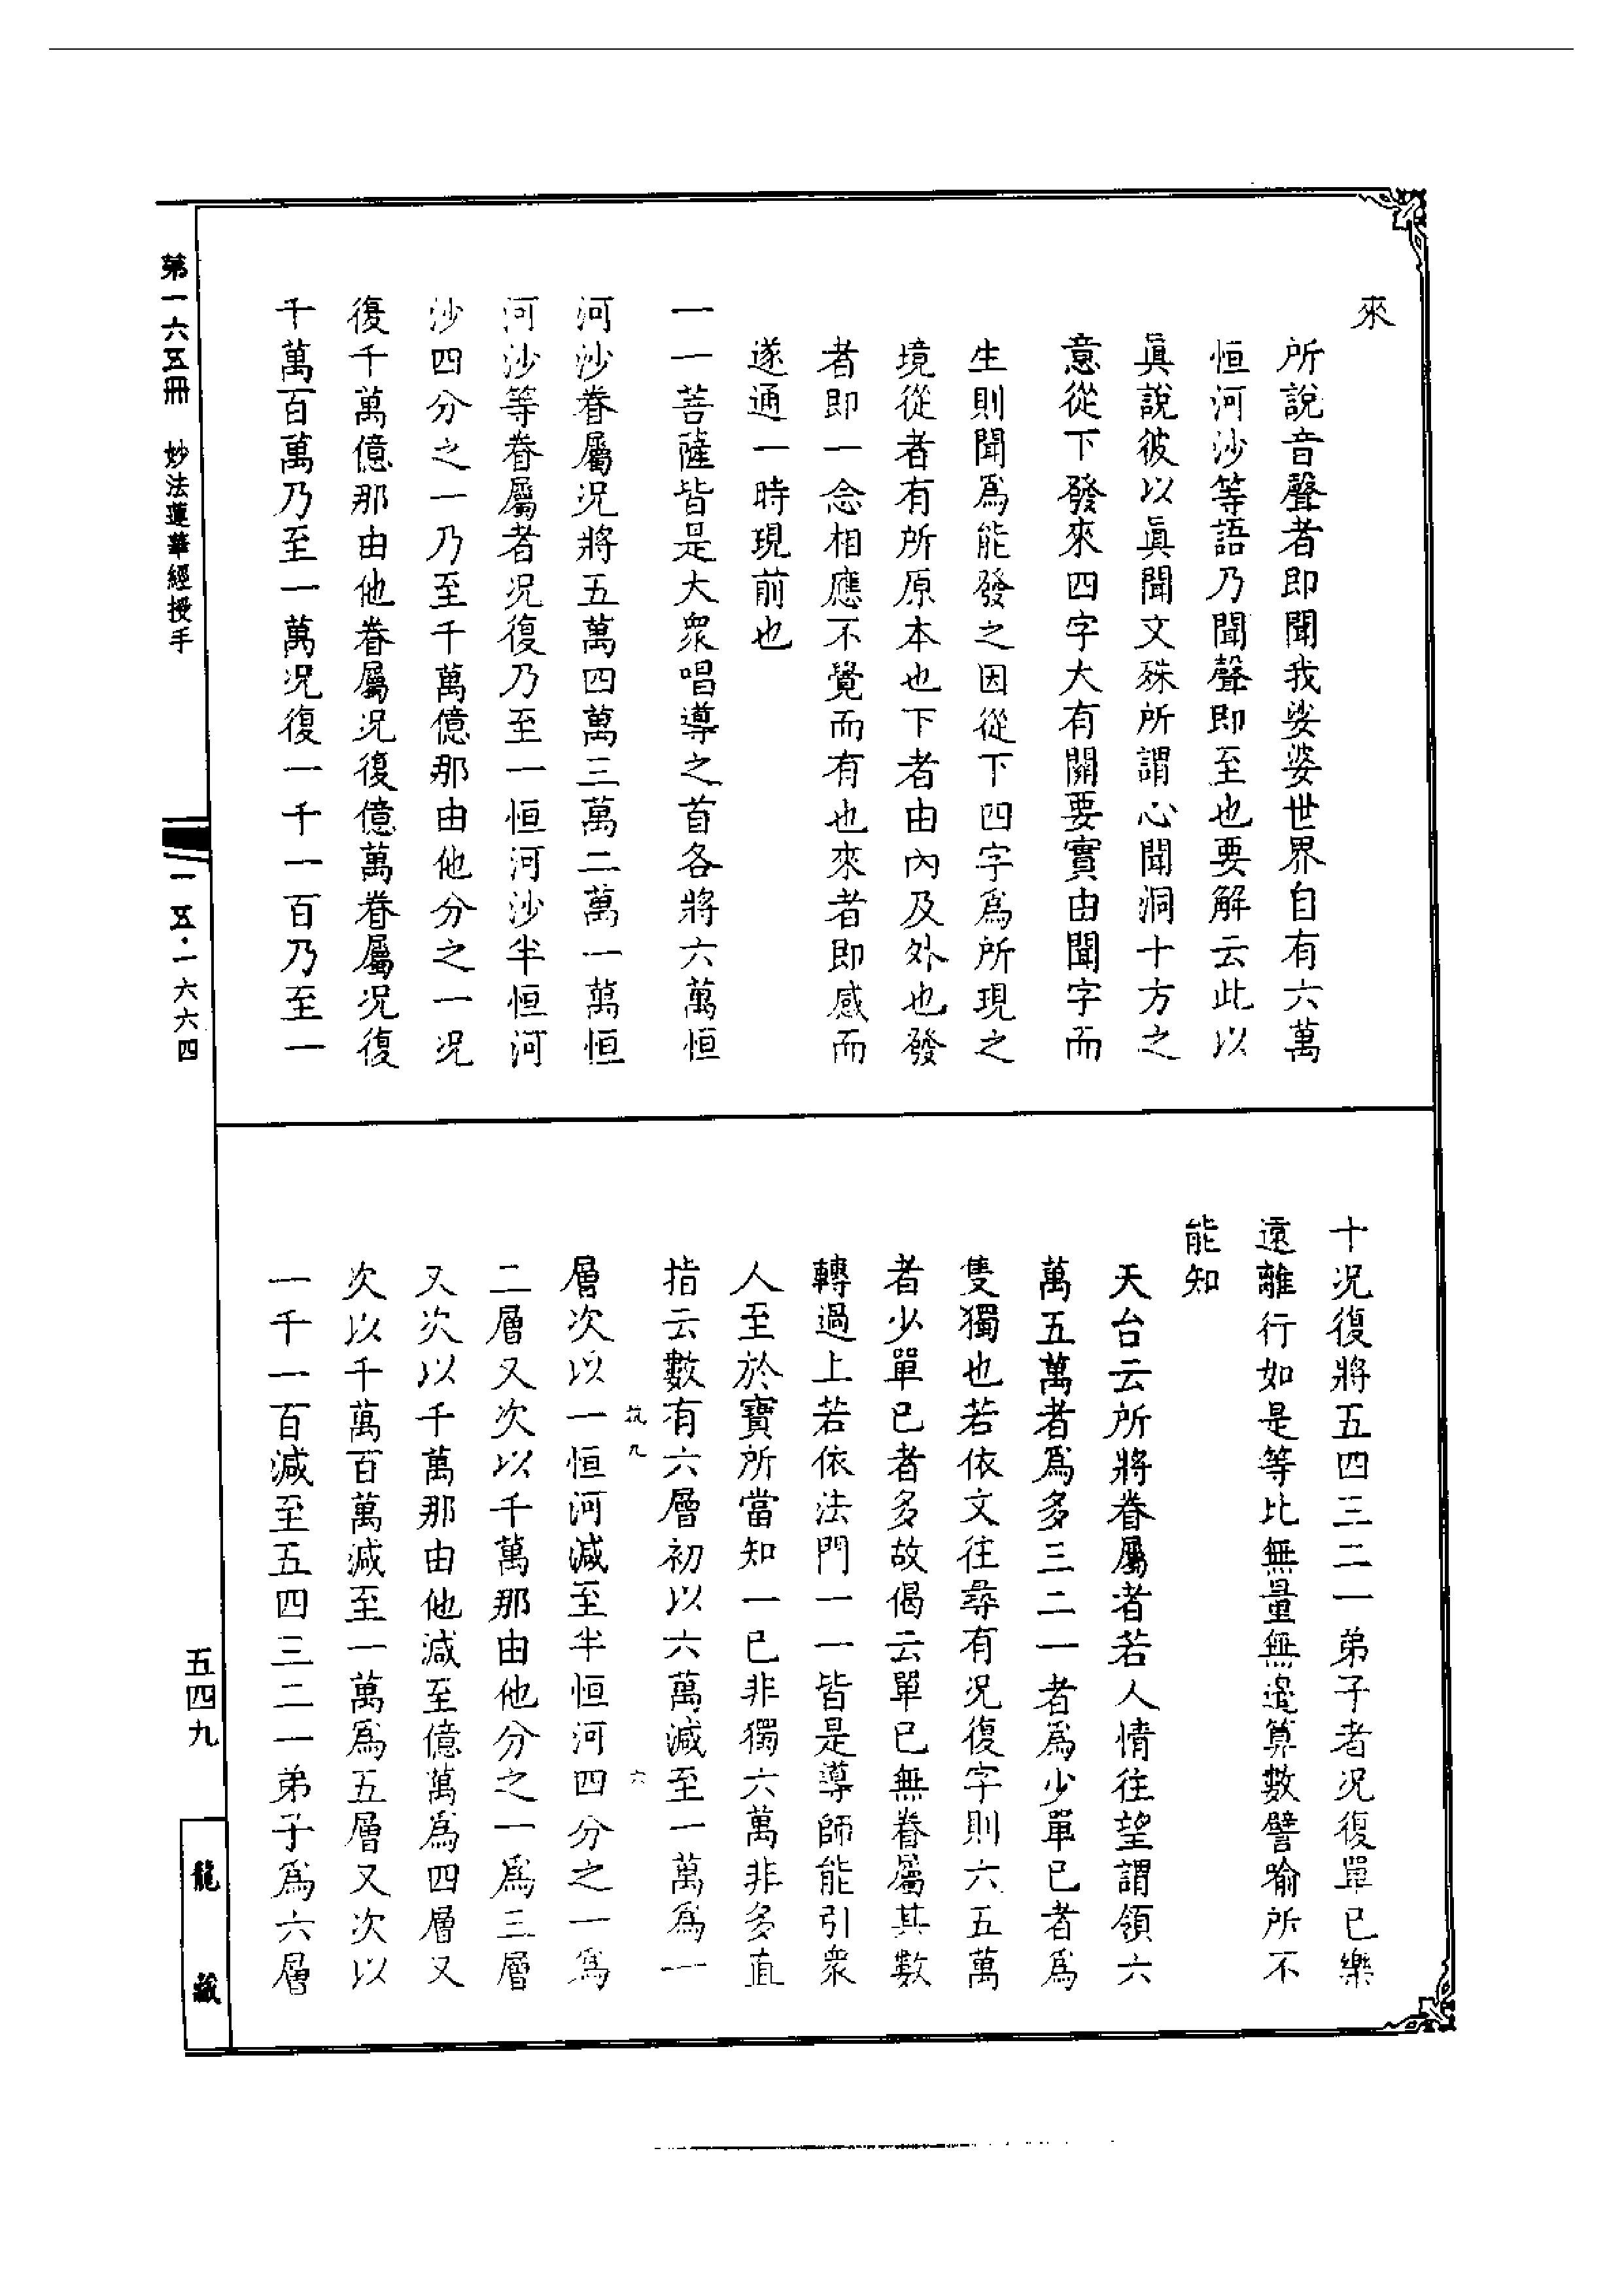 來
所說音聲者即聞我娑婆世界自有六萬
恒河沙等語乃聞聲即至也要解云此以
眞說彼以眞聞文殊所謂心聞洞十方之
意從下發來四字大有關要實由聞字而
生則聞爲能發之因從下四字爲所現之
境從者有所原本也下者由內及外也發
者即一念相應不覺而有也來者即感而
遂通一時現前也
一一菩薩皆是大衆唱導之首各將六萬恒
河沙眷屬况將五萬四萬三萬二萬一萬恒
河沙等眷屬者况復乃至一恒河沙半恒河
沙四分之一乃至千萬億那由他分之一况
復千萬億那由他眷屬况復億萬眷屬况復
千萬百萬乃至一萬况復一千一百乃至一
十况復將五四三二一弟子者况復單已樂
遠離行如是等比無量無邊算數譬喻所不
能知
天台云所將眷屬者若人情往望謂領六
萬五萬者爲多三二一者爲少單已者爲
隻獨也若依文往尋有况復字則六五萬
者少單已者多故偈云單已無眷屬其數
轉過上若依法門一一皆是導師能引衆
人至於寶所當知一已非獨六萬非多直
指云數有六層初以六萬減至一萬爲一
層次以一恒河減至半恒河四分之一爲
二層又次以千萬那由他分之一爲三層
又次以千萬那由他減至億萬爲四層又
次以千萬百萬減至一萬爲五層又次以
一千一百減至五四三二一弟子爲六層
第一六五冊 妙法蓮華經授手
一五·一六六四
五四九
龍藏